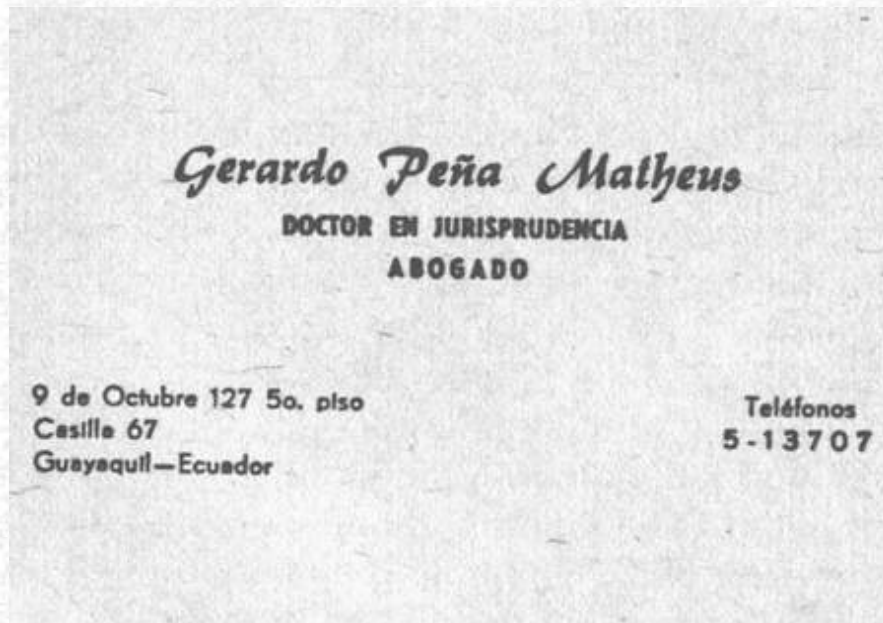 Gerardo Peña Matheus
DOCTOR EN JURISPRUDENCIA
ABOGADO
9 de Octubre 127 5o. piso
Casilla 67
Guayaquil—Ecuador
Teléfonos
5-13707